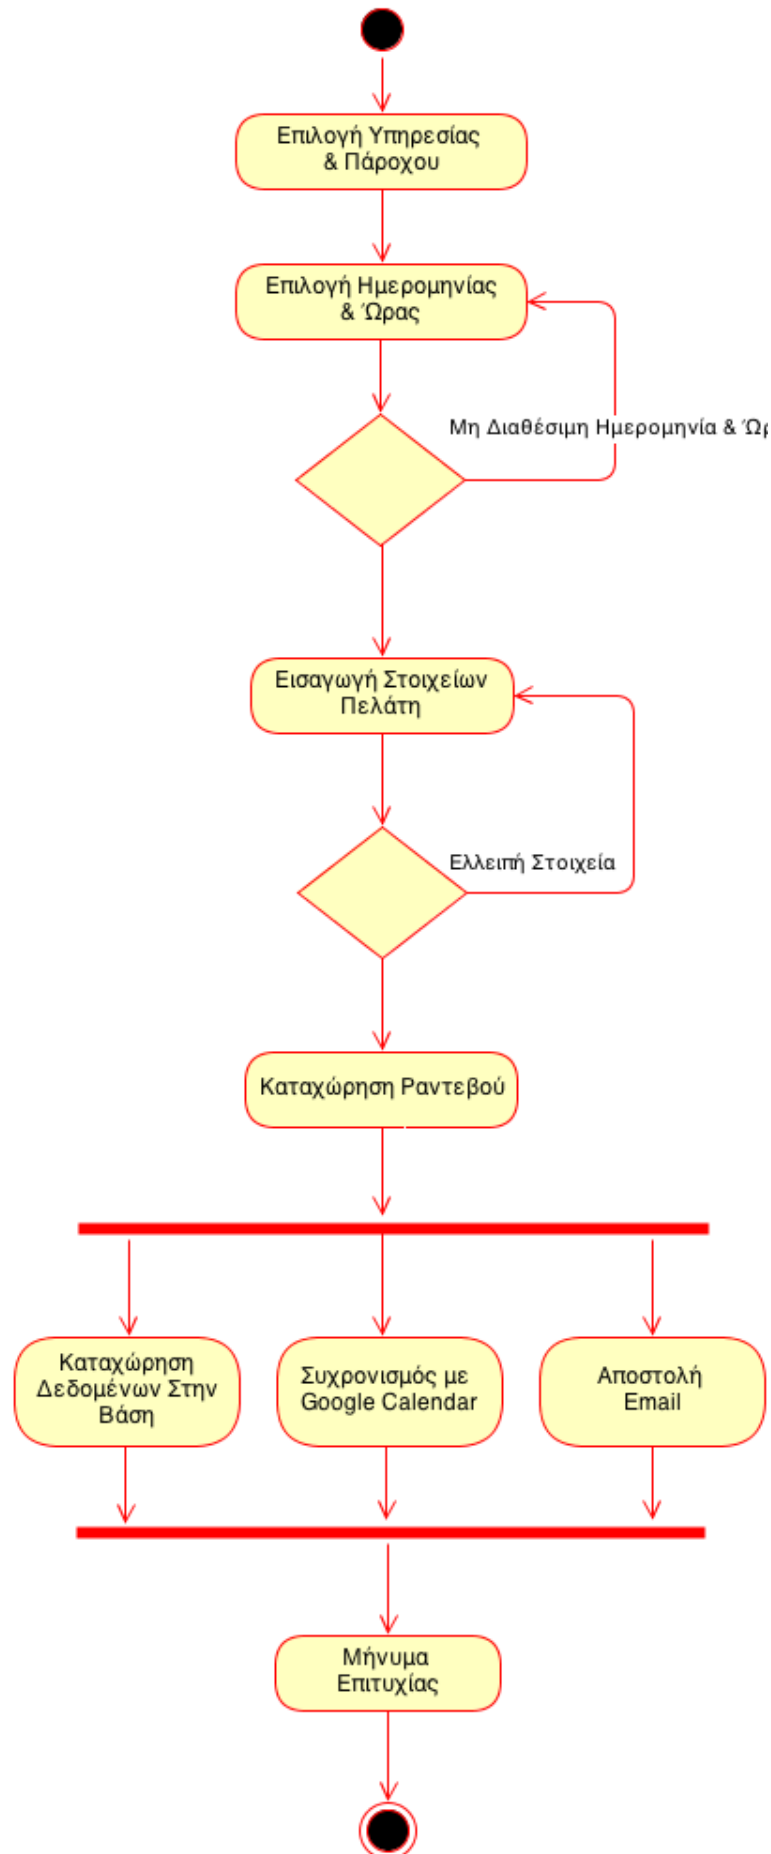 Επιλογή Υπηρεσίας
& Πάροχου
Επιλογή Ημερομηνίας
& Ώρας
Μη Διαθέσιμη Ημερομηνία &
Εισαγωγή Στοιχείων
Πελάτη
Ελλειπή Στοιχεία
Καταχώρηση Ραντεβού
Καταχώρηση
Δεδομένων Στην
Βάση
Συχρονισμός με
Google Calendar
Αποστολή
Email
Μήνυμα
Επιτυχίας